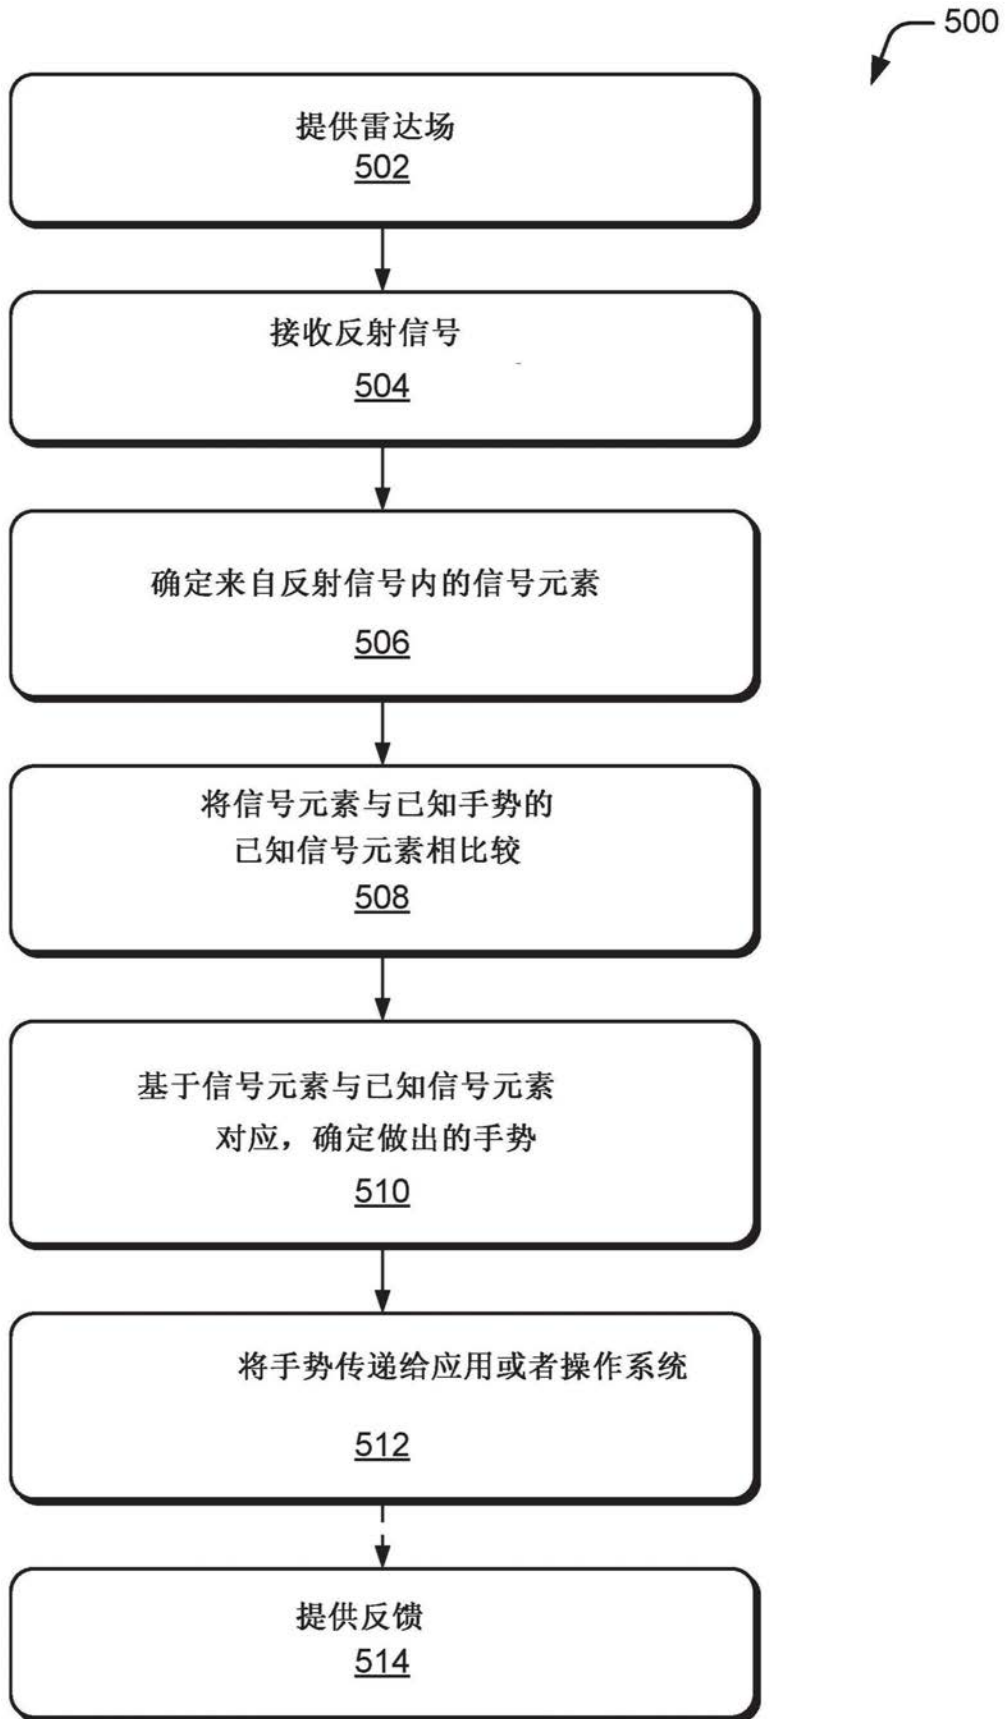 500
提供雷达场
502
接收反射信号
504
确定来自反射信号内的信号元素
506
将信号元素与已知手势的
已知信号元素相比较
508
基于信号元素与已知信号元素
对应，确定做出的手势
510
将手势传递给应用或者操作系统
512
提供反馈
514